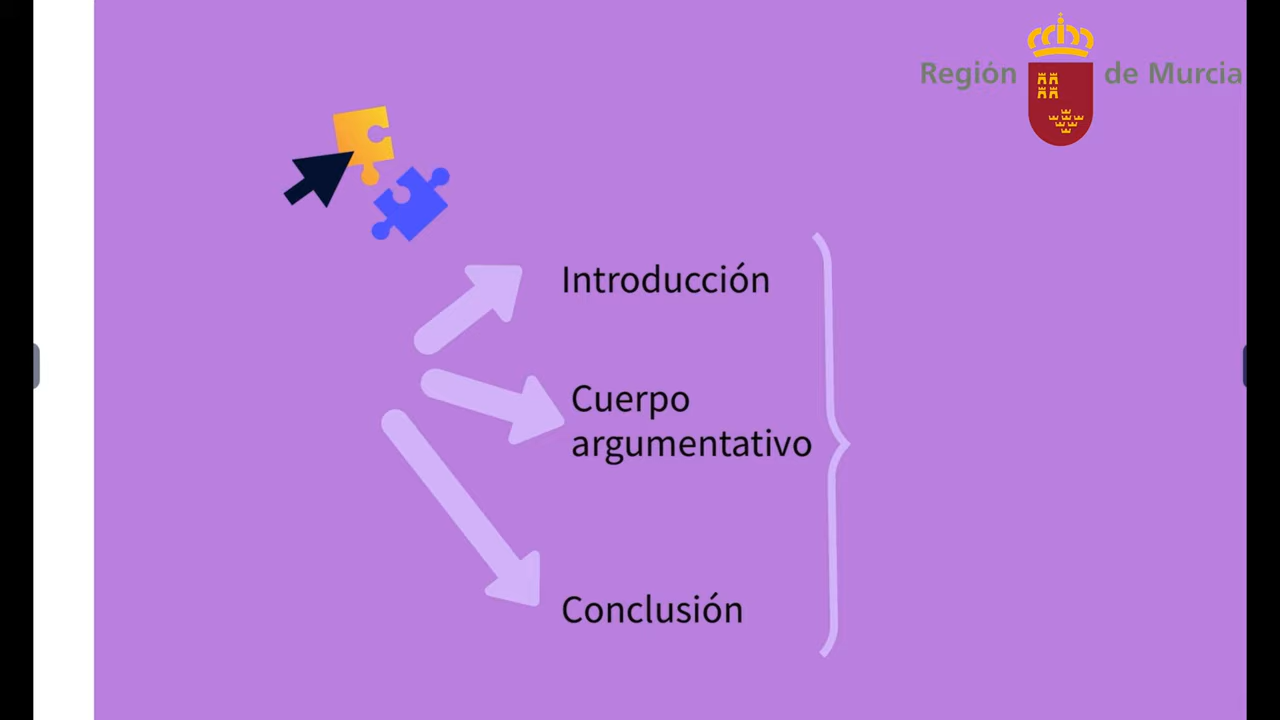 Región de Murcia
Introducción
Cuerpo
argumentativo
Conclusión